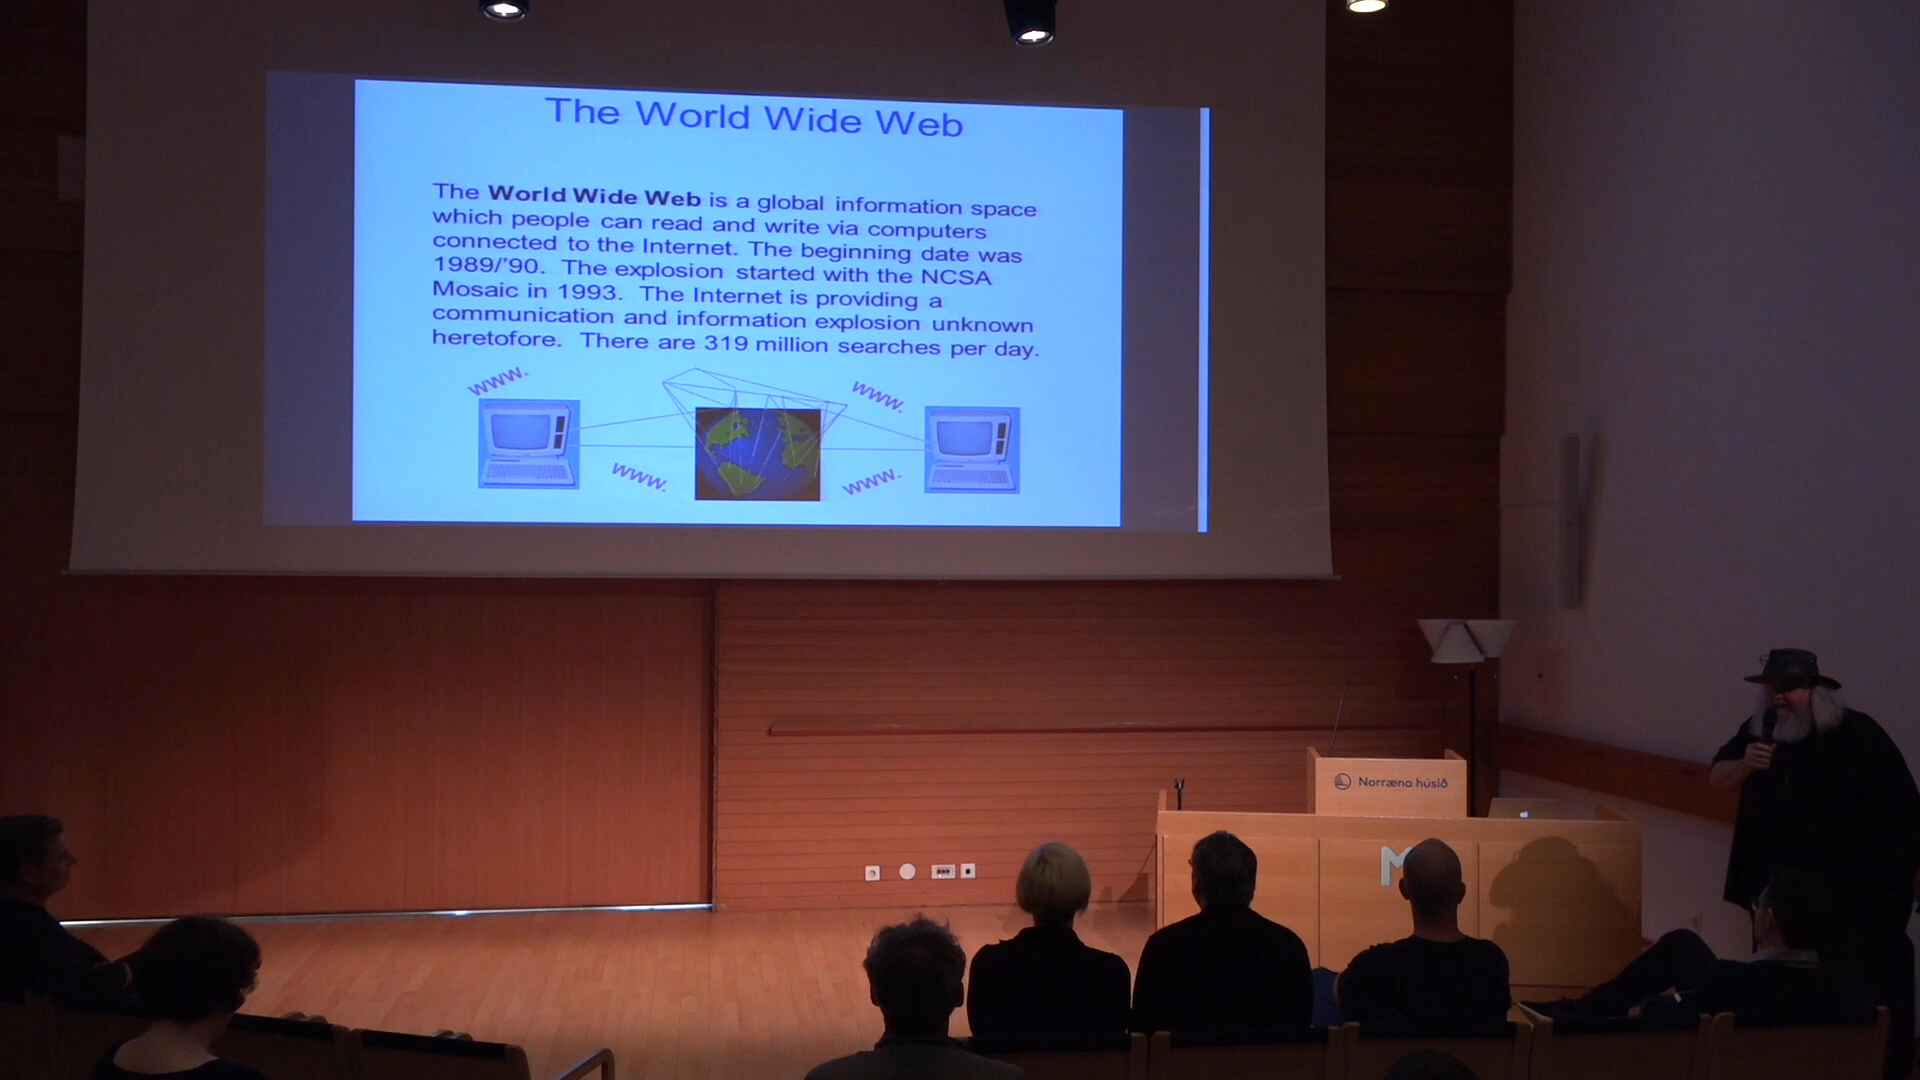 The World Wide Web
The World Wide Web is a global information space
which people can read and write via computers
connected to the Internet. The beginning date was
1989/'90. The explosion started with the NCSA
Mosaic in 1993. The Internet is providing a
communication and information explosion unknown
heretofore. There are 319 million searches per day.
www.
www.
www.
www.
Norræna húsið